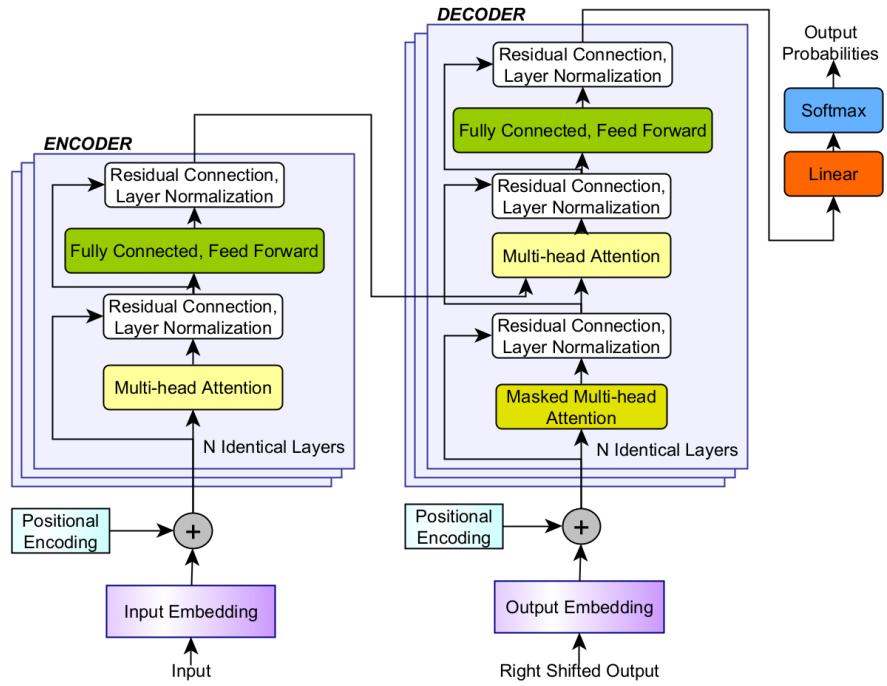 ENCODER
Residual Connection,
Layer Normalization
Fully Connected, Feed Forward
Residual Connection,
Layer Normalization
Multi-head Attention
N Identical Layers
Positional
Encoding
+
Input Embedding
Input
DECODER
Residual Connection,
Layer Normalization
Fully Connected, Feed Forward
Residual Connection,
Layer Normalization
Multi-head Attention
Residual Connection,
Layer Normalization
Masked Multi-head
Attention
N Identical Layers
Positional
Encoding
+
Output Embedding
Right Shifted Output
Output
Probabilities
Softmax
Linear